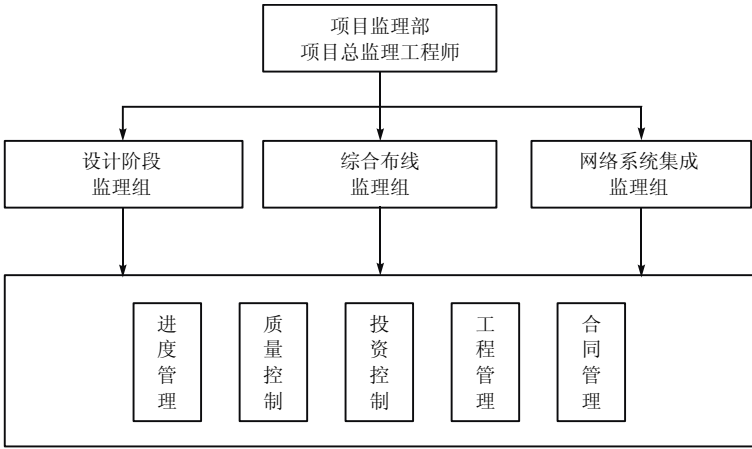 项目监理部
项目总监理工程师
设计阶段
监理组
综合布线
监理组
网络系统集成
监理组
进度管理
质量控制
投资控制
工程管理
合同管理